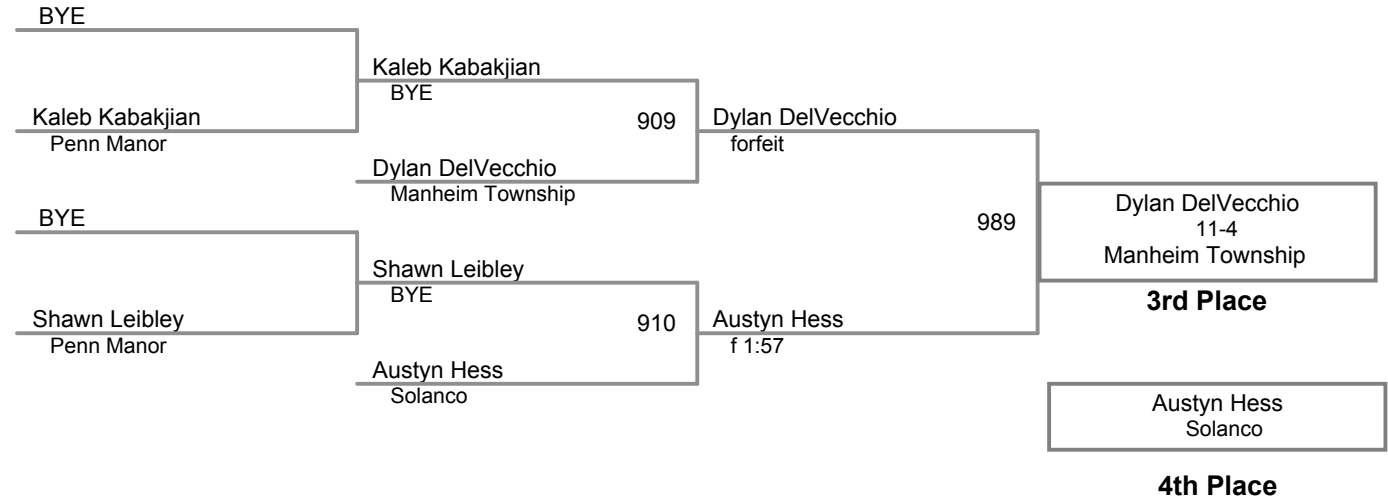 BYE
Kaleb Kabakjian
BYE
Kaleb Kabakjian
Penn Manor
909
Dylan DelVecchio
forfeit
Dylan DelVecchio
Manheim Township
BYE
989
Dylan DelVecchio
11-4
Manheim Township
3rd Place
Shawn Leibley
BYE
Shawn Leibley
Penn Manor
910
Austyn Hess
f 1:57
Austyn Hess
Solanco
Austyn Hess
Solanco
4th Place